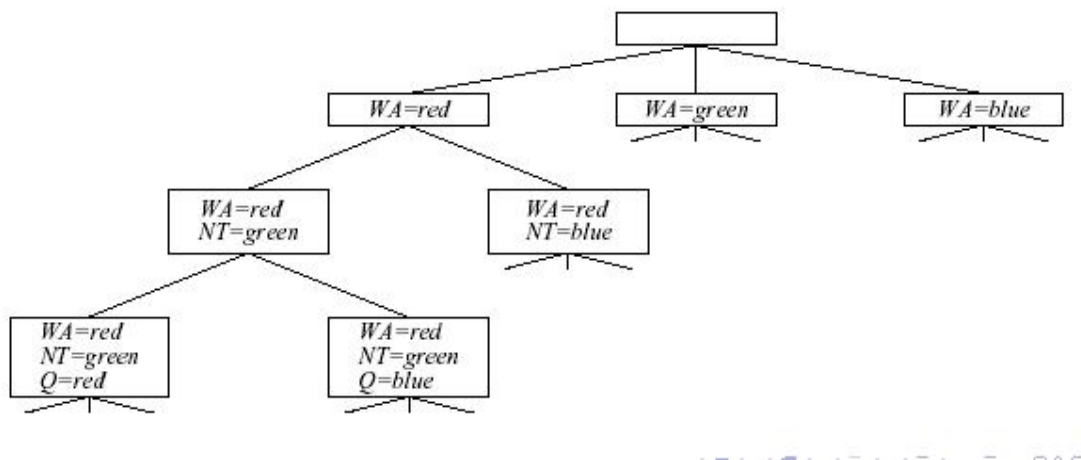 WA=red
WA=green
WA=blue
WA=red
NT=green
WA=red
NT=blue
WA=red
NT=green
Q=red
WA=red
NT=green
Q=blue